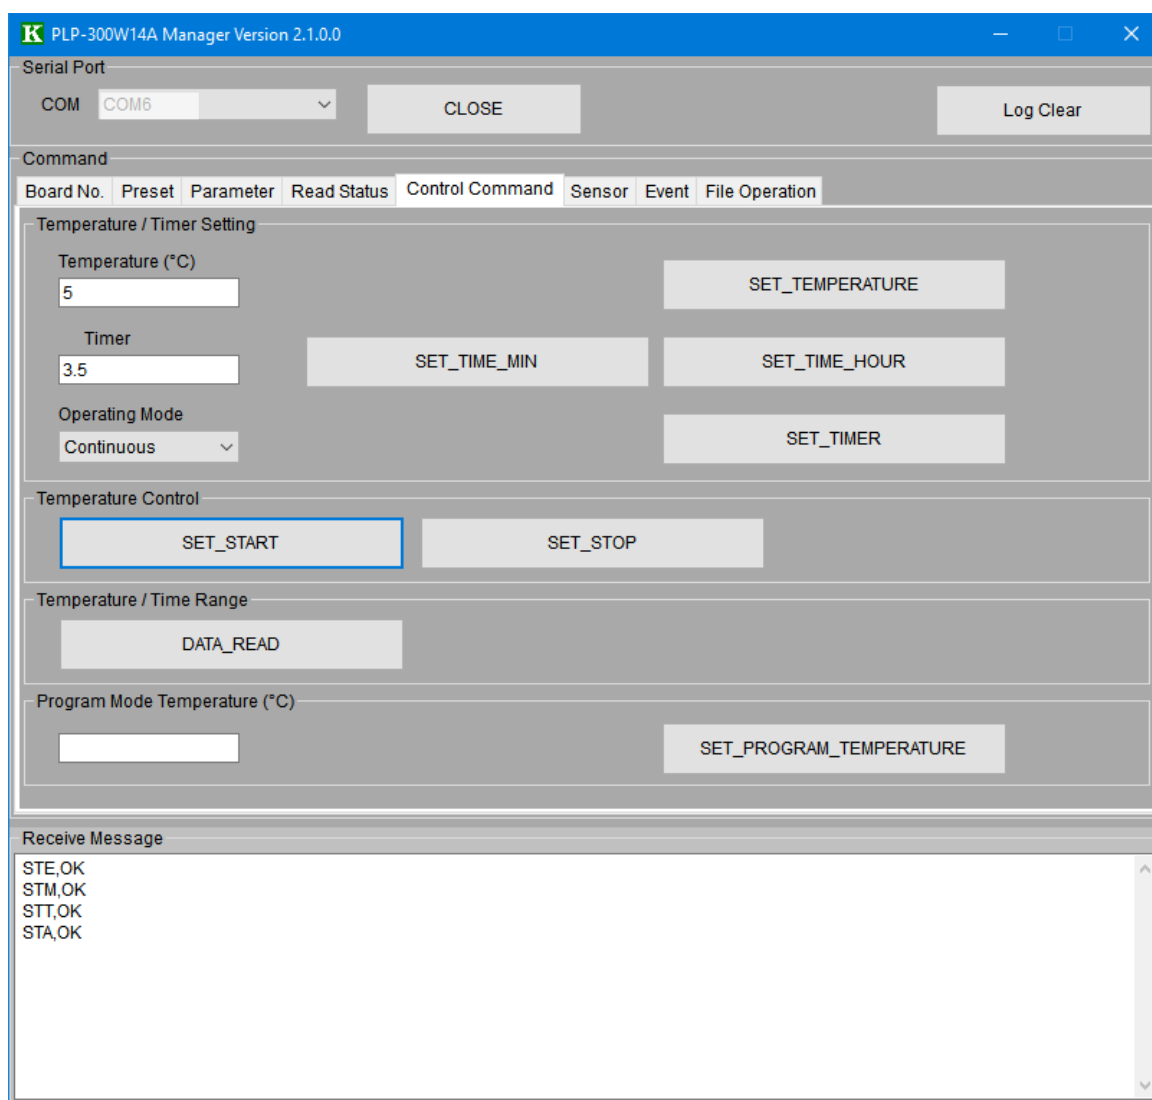 K PLP-300W14A Manager Version 2.1.0.0
Serial Port
COM COM6 CLOSE Log Clear
Command
Board No. Preset Parameter Read Status Control Command Sensor Event File Operation
Temperature / Timer Setting
Temperature (°C)
5 SET_TEMPERATURE
Timer
3.5 SET_TIME_MIN SET_TIME_HOUR
Operating Mode
Continuous SET_TIMER
Temperature Control
SET_START SET_STOP
Temperature / Time Range
DATA_READ
Program Mode Temperature (°C)
SET_PROGRAM_TEMPERATURE
Receive Message
STE,OK
STM,OK
STT,OK
STA,OK